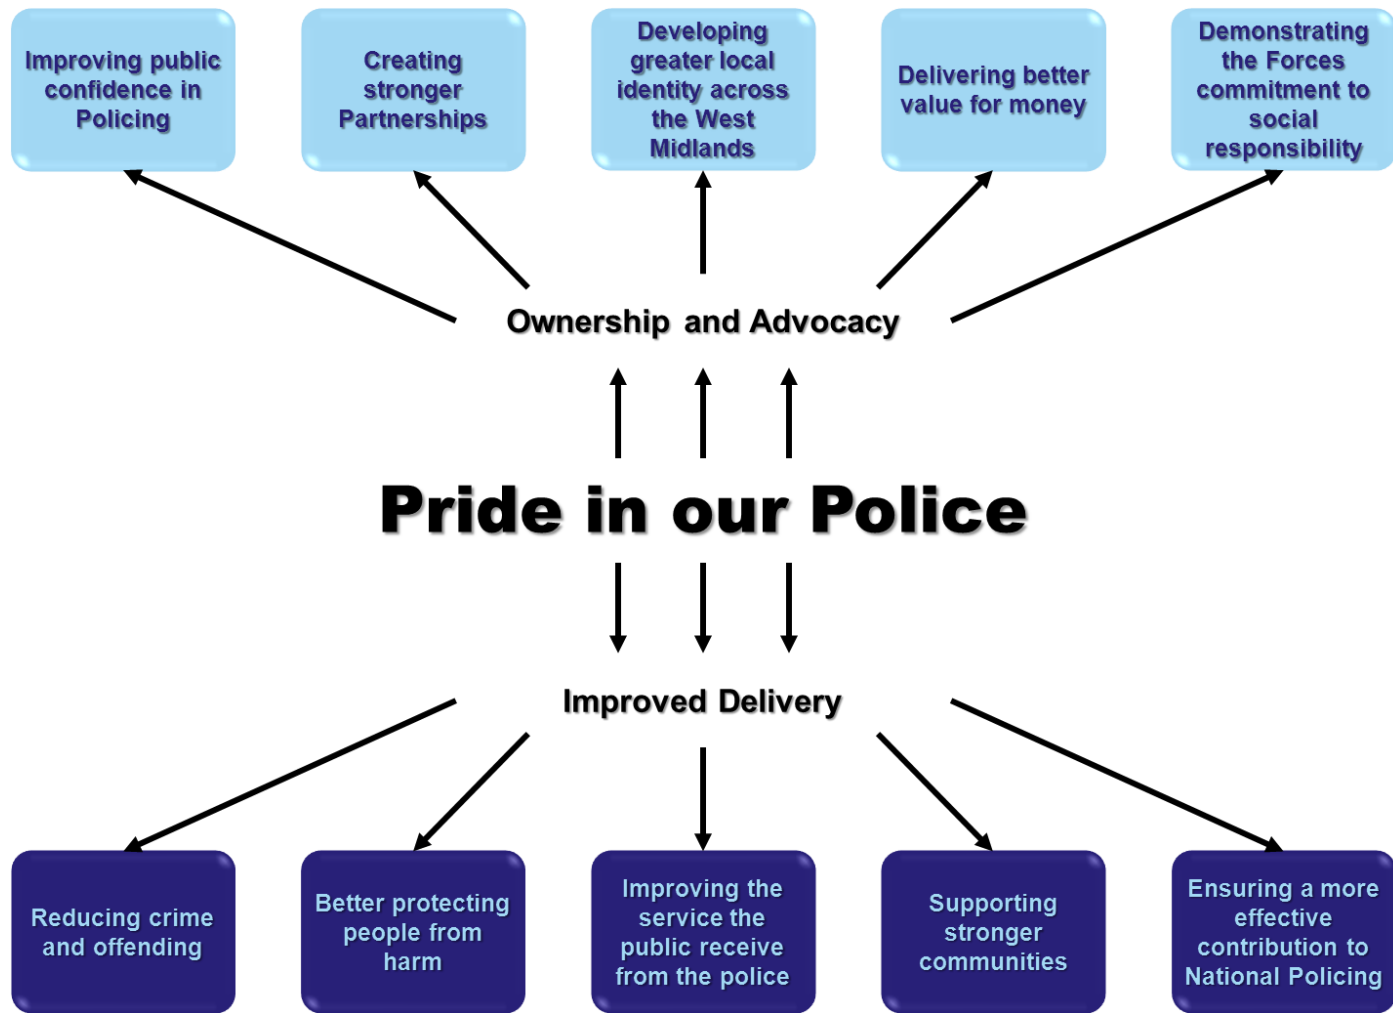 Improving public
confidence in
Policing
Creating
stronger
Partnerships
Developing
greater local
identity across
the West
Midlands
Delivering better
value for money
Demonstrating
the Forces
commitment to
social
responsibility
Ownership and Advocacy
Pride in our Police
Improved Delivery
Reducing crime
and offending
Better protecting
people from
harm
Improving the
service the
public receive
from the police
Supporting
stronger
communities
Ensuring a more
effective
contribution to
National Policing